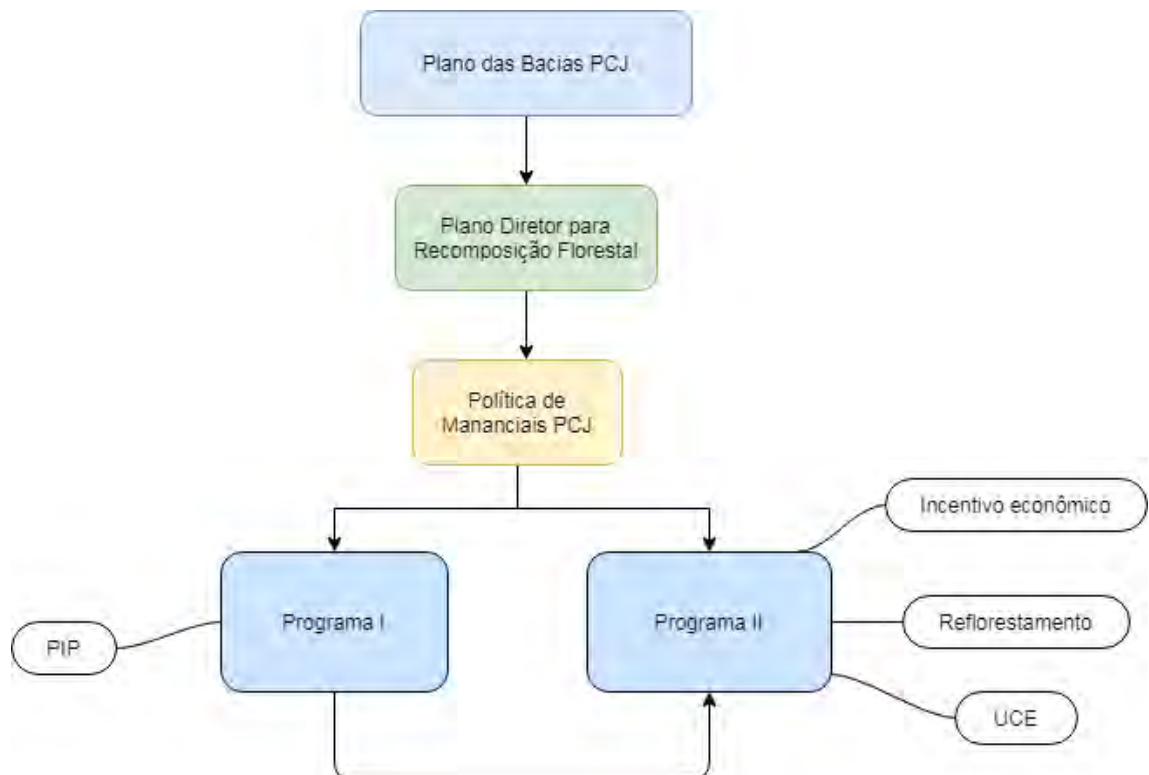 Plano das Bacias PCJ
Plano Diretor para
Recomposição Florestal
Política de
Mananciais PCJ
Incentivo econômico
Programa I
Programa II
Reflorestamento
PIP
UCE